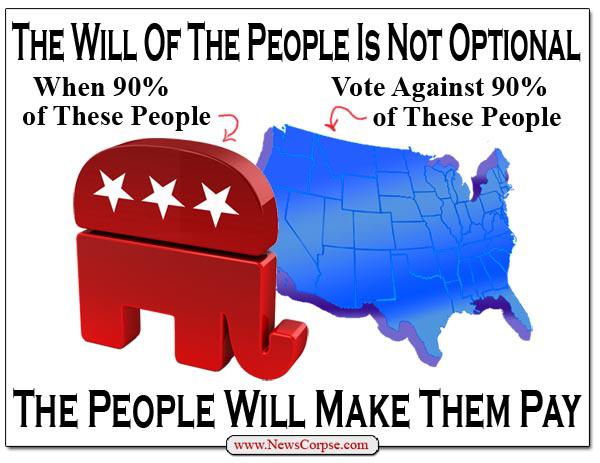 THE WILL OF THE PEOPLE IS NOT OPTIONAL
When 90%
of These People
Vote Against 90%
of These People
THE PEOPLE WILL MAKE THEM PAY
www.NewsCorpse.com